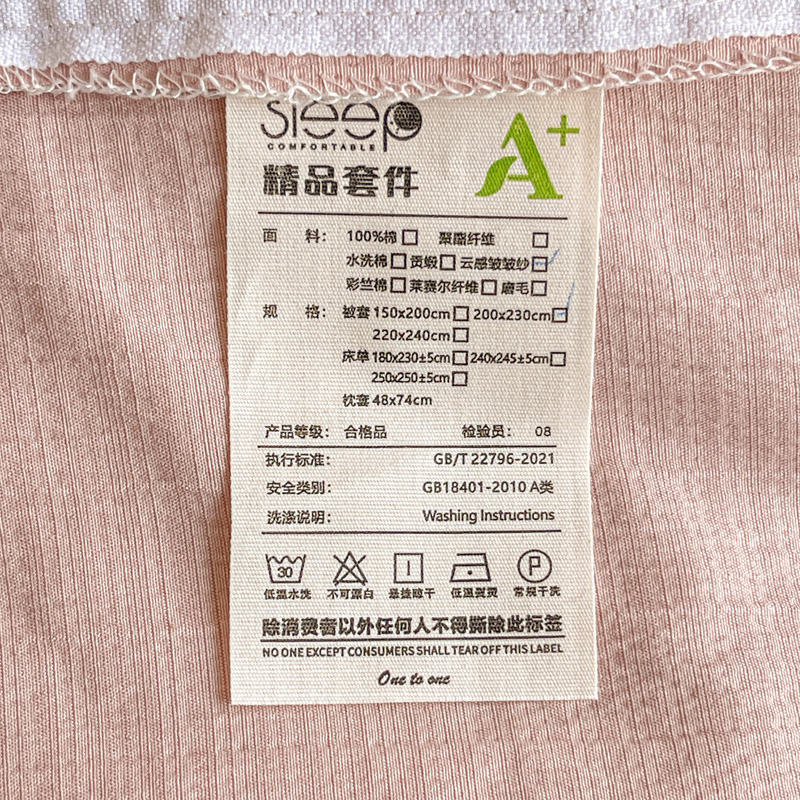 sleep
COMFORTABLE
A+
精品套件
面 料: 100%棉 聚酯纤维
水洗棉 贡缎 云感皱皱纱
彩竺棉 莱赛尔纤维 磨毛
规 格: 被套 150x200cm 200x230cm
220x240cm
床单 180x230±5cm 240x245±5cm
250x250±5cm
枕套 48x74cm
产品等级: 合格品 检验员: 08
执行标准: GB/T 22796-2021
安全类别: GB18401-2010 A类
洗涤说明: Washing Instructions
30 P
低温水洗 不可漂白 悬挂晾干 低温熨烫 常规干洗
除消费者以外任何人不得撕除此标签
NO ONE EXCEPT CONSUMERS SHALL TEAR OFF THIS LABEL
One to one